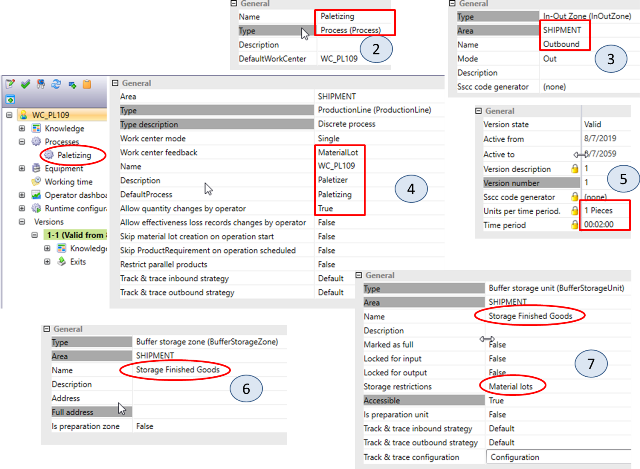 General
Name Paletizing
Type Process (Process)
Description
DefaultWorkCenter WC_PL109
2
General
Type In-Out Zone (InOutZone)
Area SHIPMENT
Name Outbound
Mode Out
Description
Sscc code generator (none)
3
WC_PL109
Knowledge
Processes
Paletizing
Equipment
Working time
Operator dashboa
Runtime configura
Versions
1-1 (Valid from
Knowledge
Exits
General
Area SHIPMENT
Type ProductionLine (ProductionLine)
Type description Discrete process
Work center mode Single
Work center feedback MaterialLot
Name WC_PL109
Description Paletizer
DefaultProcess Paletizing
Allow quantity changes by operator True
Allow effectiveness loss records changes by operator False
Skip material lot creation on operation start False
Skip ProductRequirement on operation scheduled False
Restrict parallel products False
Track & trace inbound strategy Default
Track & trace outbound strategy Default
4
General
Version state Valid
Active from 8/7/2019
Active to 8/7/2059
Version description 1
Version number 1
Sscc code generator (none)
Units per time period. 1 Pieces
Time period 00:02:00
5
General
Type Buffer storage zone (BufferStorageZone)
Area SHIPMENT
Name Storage Finished Goods
Description
Address
Full address
Is preparation zone False
6
General
Type Buffer storage unit (BufferStorageUnit)
Area SHIPMENT
Name Storage Finished Goods
Description
Marked as full False
Locked for input False
Locked for output False
Storage restrictions Material lots
Accessible True
Is preparation unit False
Track & trace inbound strategy Default
Track & trace outbound strategy Default
Track & trace configuration Configuration
7